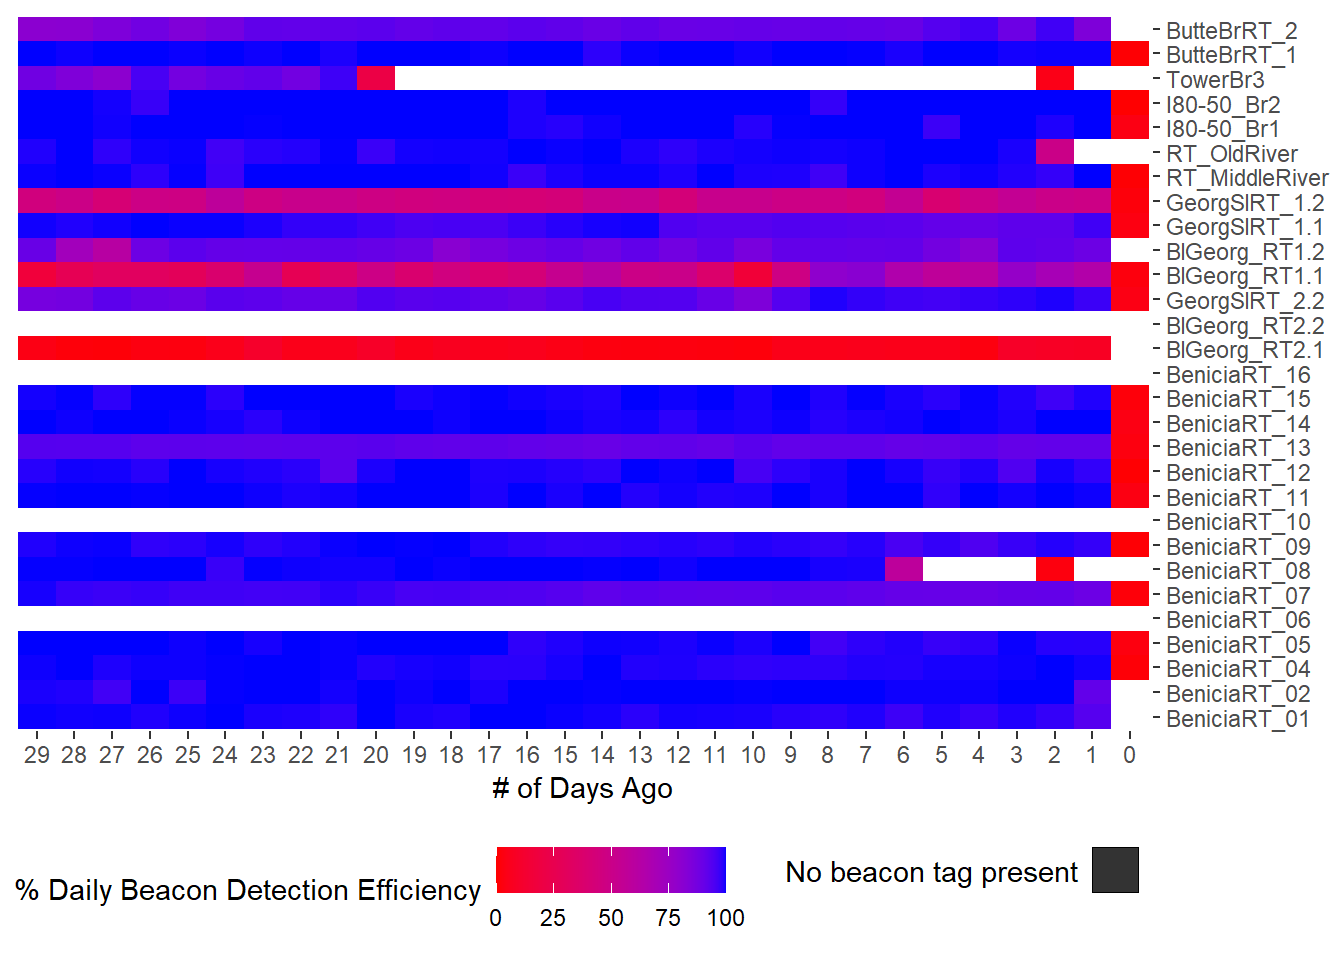 ButteBrRT_2
ButteBrRT_1
TowerBr3
I80-50_Br2
I80-50_Br1
RT_OldRiver
RT_MiddleRiver
GeorgSlRT_1.2
GeorgSlRT_1.1
BlGeorg_RT1.2
BlGeorg_RT1.1
GeorgSlRT_2.2
BlGeorg_RT2.2
BlGeorg_RT2.1
BeniciaRT_16
BeniciaRT_15
BeniciaRT_14
BeniciaRT_13
BeniciaRT_12
BeniciaRT_11
BeniciaRT_10
BeniciaRT_09
BeniciaRT_08
BeniciaRT_07
BeniciaRT_06
BeniciaRT_05
BeniciaRT_04
BeniciaRT_02
BeniciaRT_01
29 28 27 26 25 24 23 22 21 20 19 18 17 16 15 14 13 12 11 10 9 8 7 6 5 4 3 2 1 0
# of Days Ago
% Daily Beacon Detection Efficiency
0 25 50 75 100
No beacon tag present